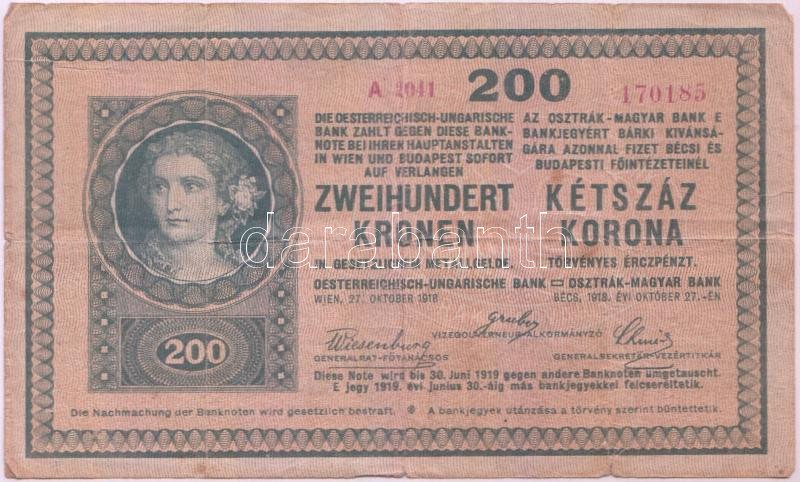 A 2041 200 170185
DIE OESTERREICHISCH-UNGARISCHE
BANK ZAHLT GEGEN DIESE BANK-
NOTE BEI IHREN HAUPTANSTALTEN
IN WIEN UND BUDAPEST SOFORT
AUF VERLANGEN
ZWEIHUNDERT
KRONEN
IN GESETZLICHEM METALLGELDE.
OESTERREICHISCH-UNGARISCHE BANK
WIEN, 27. OKTOBER 1918
AZ OSZTRÁK-MAGYAR BANK E
BANKJEGYÉRT BÁRKI KIVÁNSÁ-
GÁRA AZONNAL FIZET BÉCSI ÉS
BUDAPESTI FŐINTÉZETEINÉL
KÉTSZÁZ
KORONA
TÖRVÉNYES ÉRCZPÉNZT.
OSZTRÁK-MAGYAR BANK
BÉCS, 1918. ÉVI OKTOBER 27.-ÉN
darabanth
200
Wiesenburg
GENERALRAT-FŐTANÁCSOS
Gruber
VIZEGOUVERNEUR-ALKORMÁNYZÓ
Schmid
GENERALSEKRETÄR-VEZÉRTITKÁR
Diese Note wird bis 30. Juni 1919 gegen andere Banknoten umgetauscht.
E jegy 1919. évi junius 30.-áig más bankjegyekkel felcseréltetik.
Die Nachmachung der Banknoten wird gesetzlich bestraft. A bankjegyek utánzása a törvény szerint büntettetik.